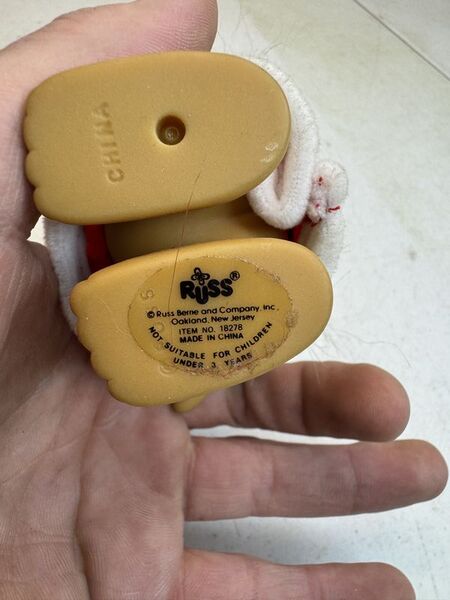 CHINA
RUSS®
© Russ Berrie and Company, Inc.
Oakland, New Jersey
ITEM NO. 18278
MADE IN CHINA
NOT SUITABLE FOR CHILDREN
UNDER 3 YEARS